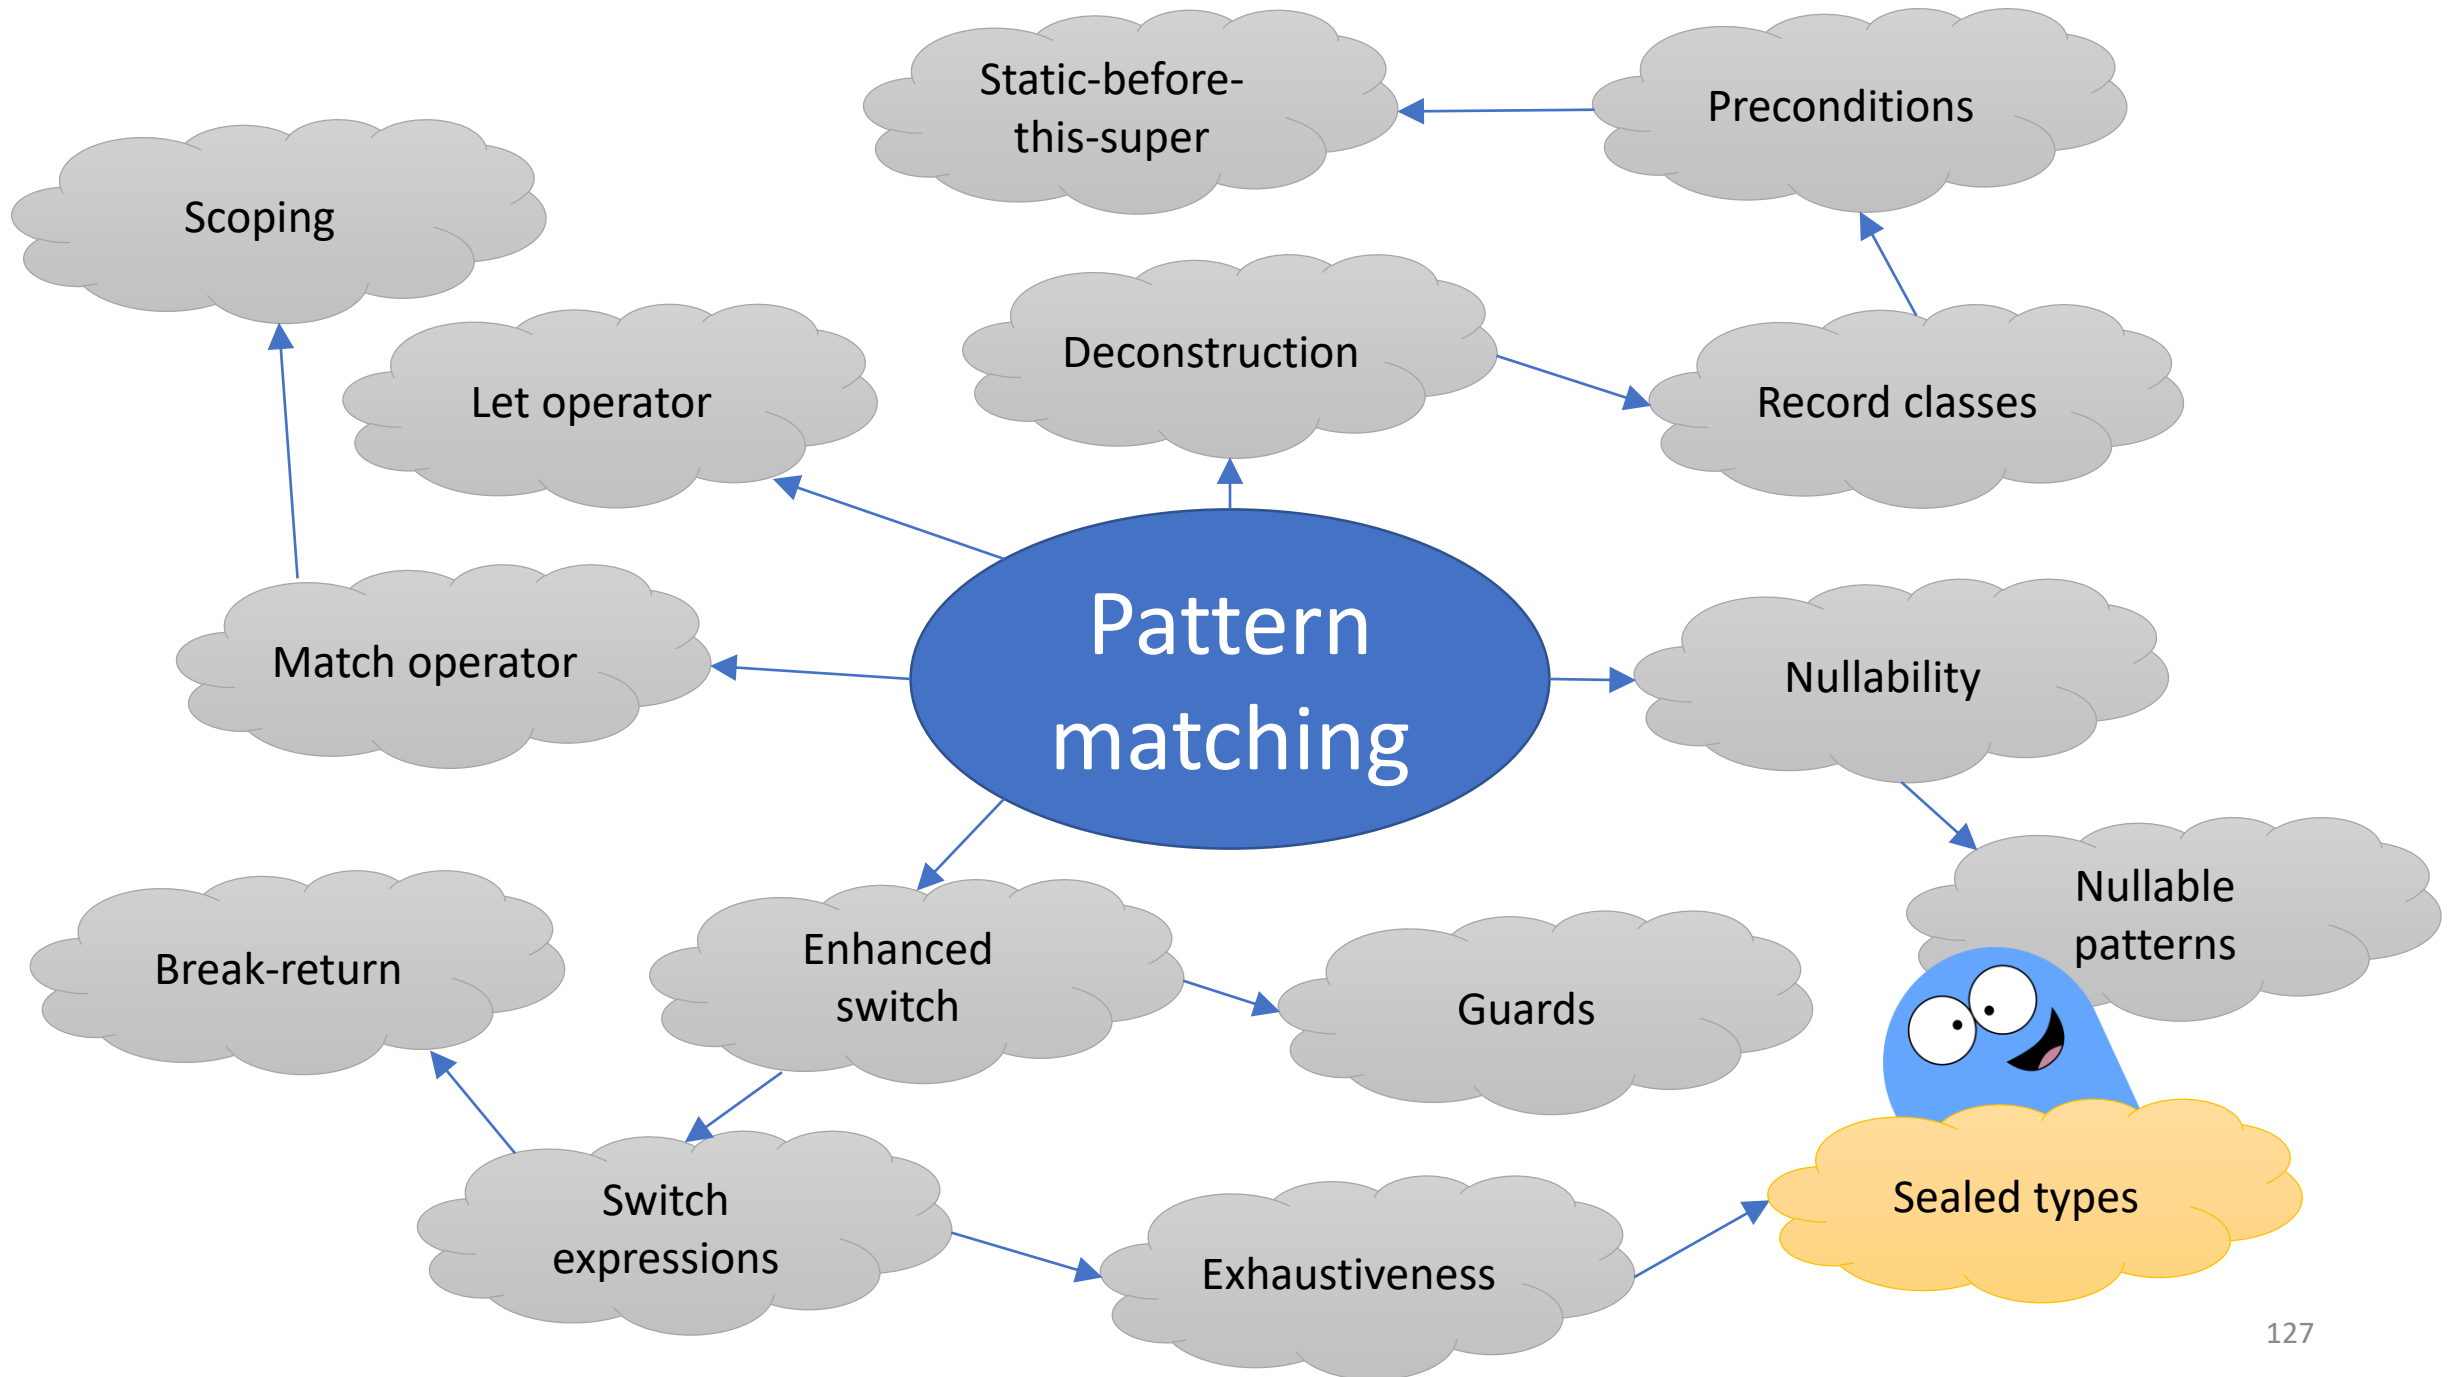 Static-before-
this-super
Preconditions
Scoping
Deconstruction
Let operator
Record classes
Pattern
matching
Match operator
Nullability
Nullable
patterns
Enhanced
switch
Break-return
Guards
Switch
expressions
Exhaustiveness
Sealed types
127